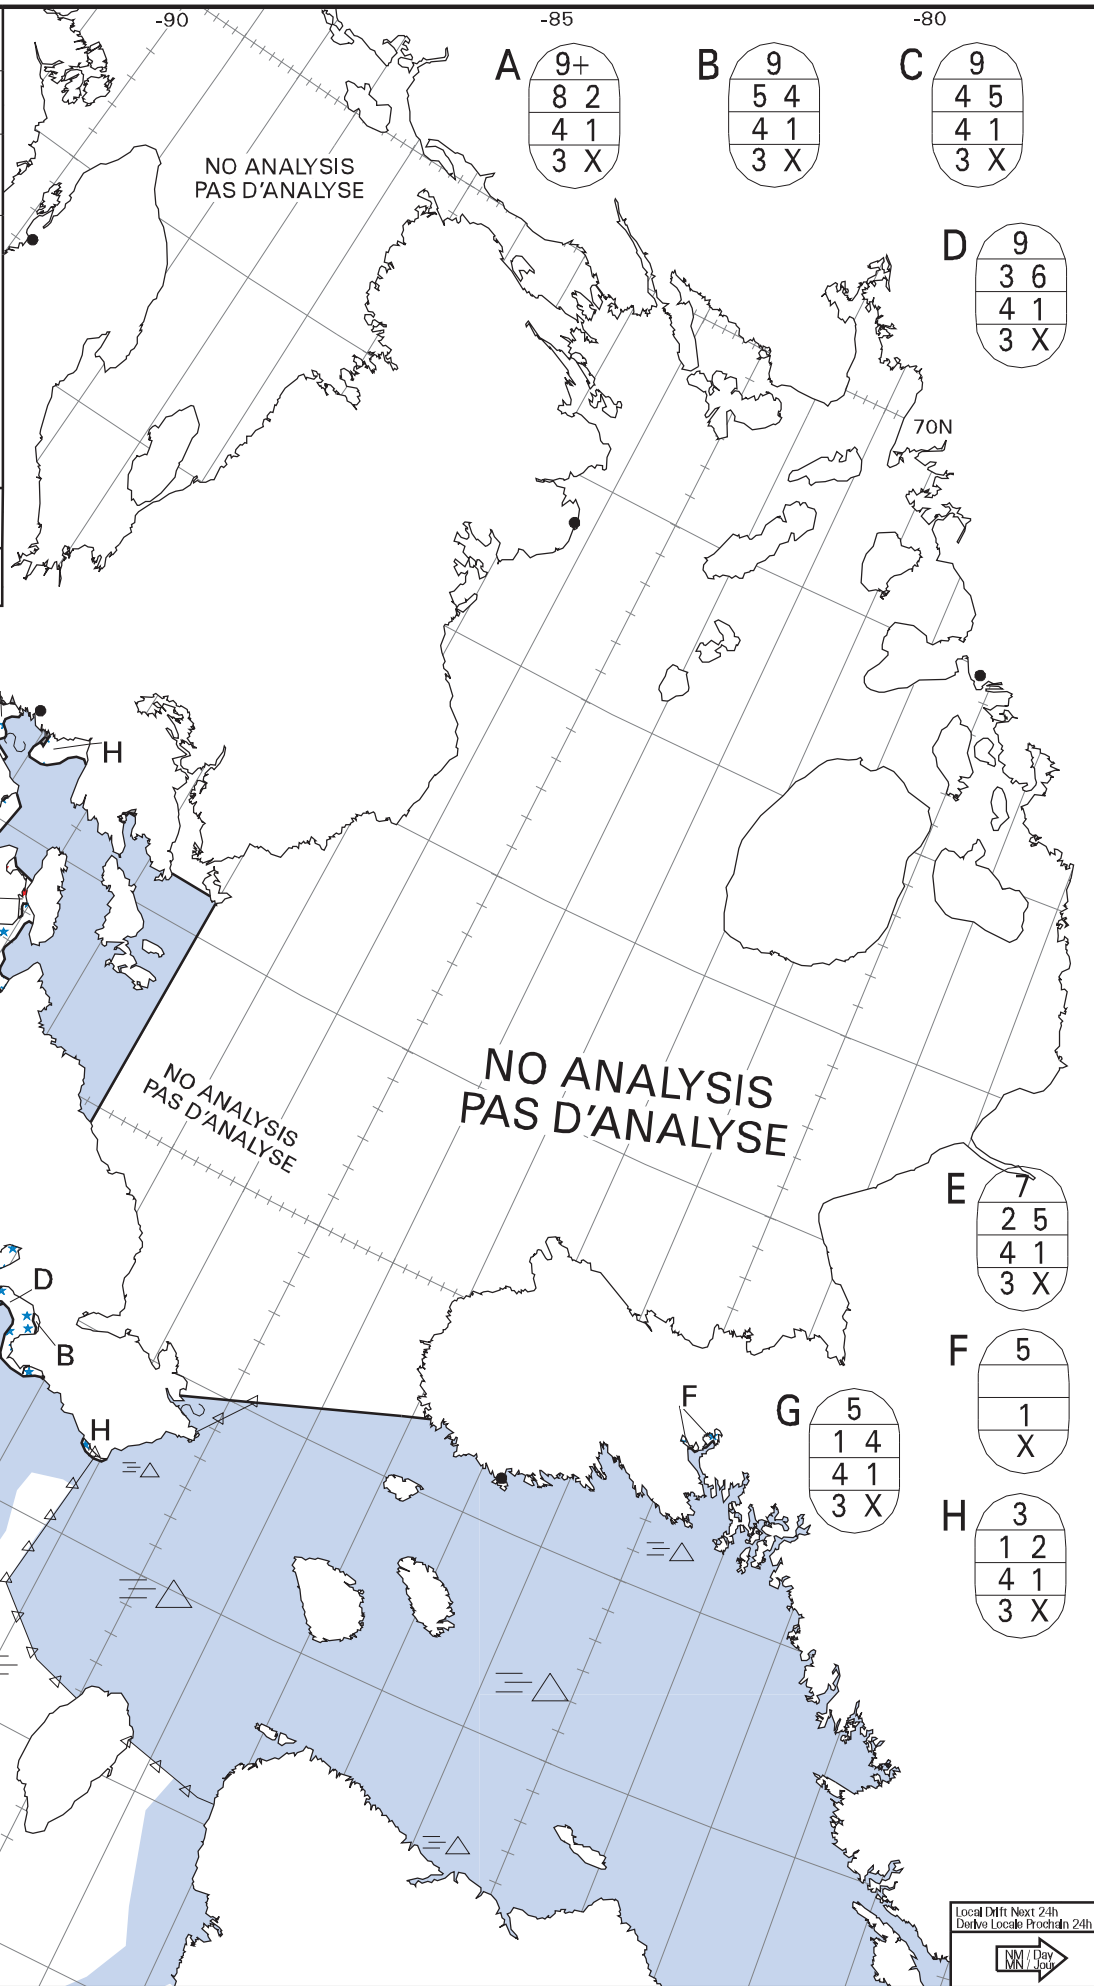 -90
-85
-80
A
9+
8 2
4 1
3 X
B
9
5 4
4 1
3 X
C
9
4 5
4 1
3 X
NO ANALYSIS
PAS D'ANALYSE
D
9
3 6
4 1
3 X
70N
H
NO ANALYSIS
PAS D'ANALYSE
NO ANALYSIS
PAS D'ANALYSE
E
7
2 5
4 1
3 X
D
B
F
5
1
X
F
G
5
1 4
4 1
3 X
H
H
3
1 2
4 1
3 X
Local Drift Next 24h
Derive Locale Prochain 24h
NM / Day
MN / Jour